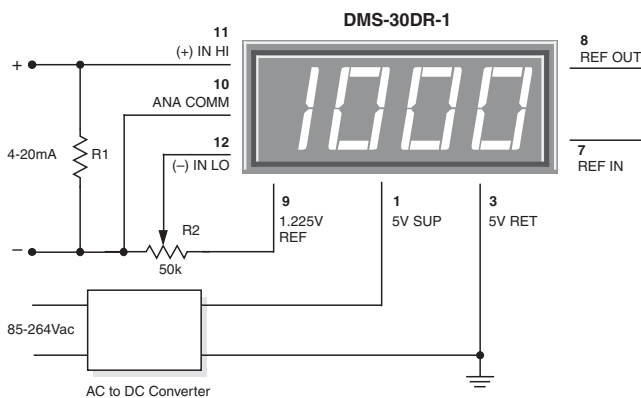 DMS-30DR-1
11
(+) IN HI
10
ANA COMM
12
(–) IN LO
1000
8
REF OUT
7
REF IN
+
4-20mA
R1
–
R2
50k
9
1.225V
REF
1
5V SUP
3
5V RET
85-264Vac
AC to DC Converter